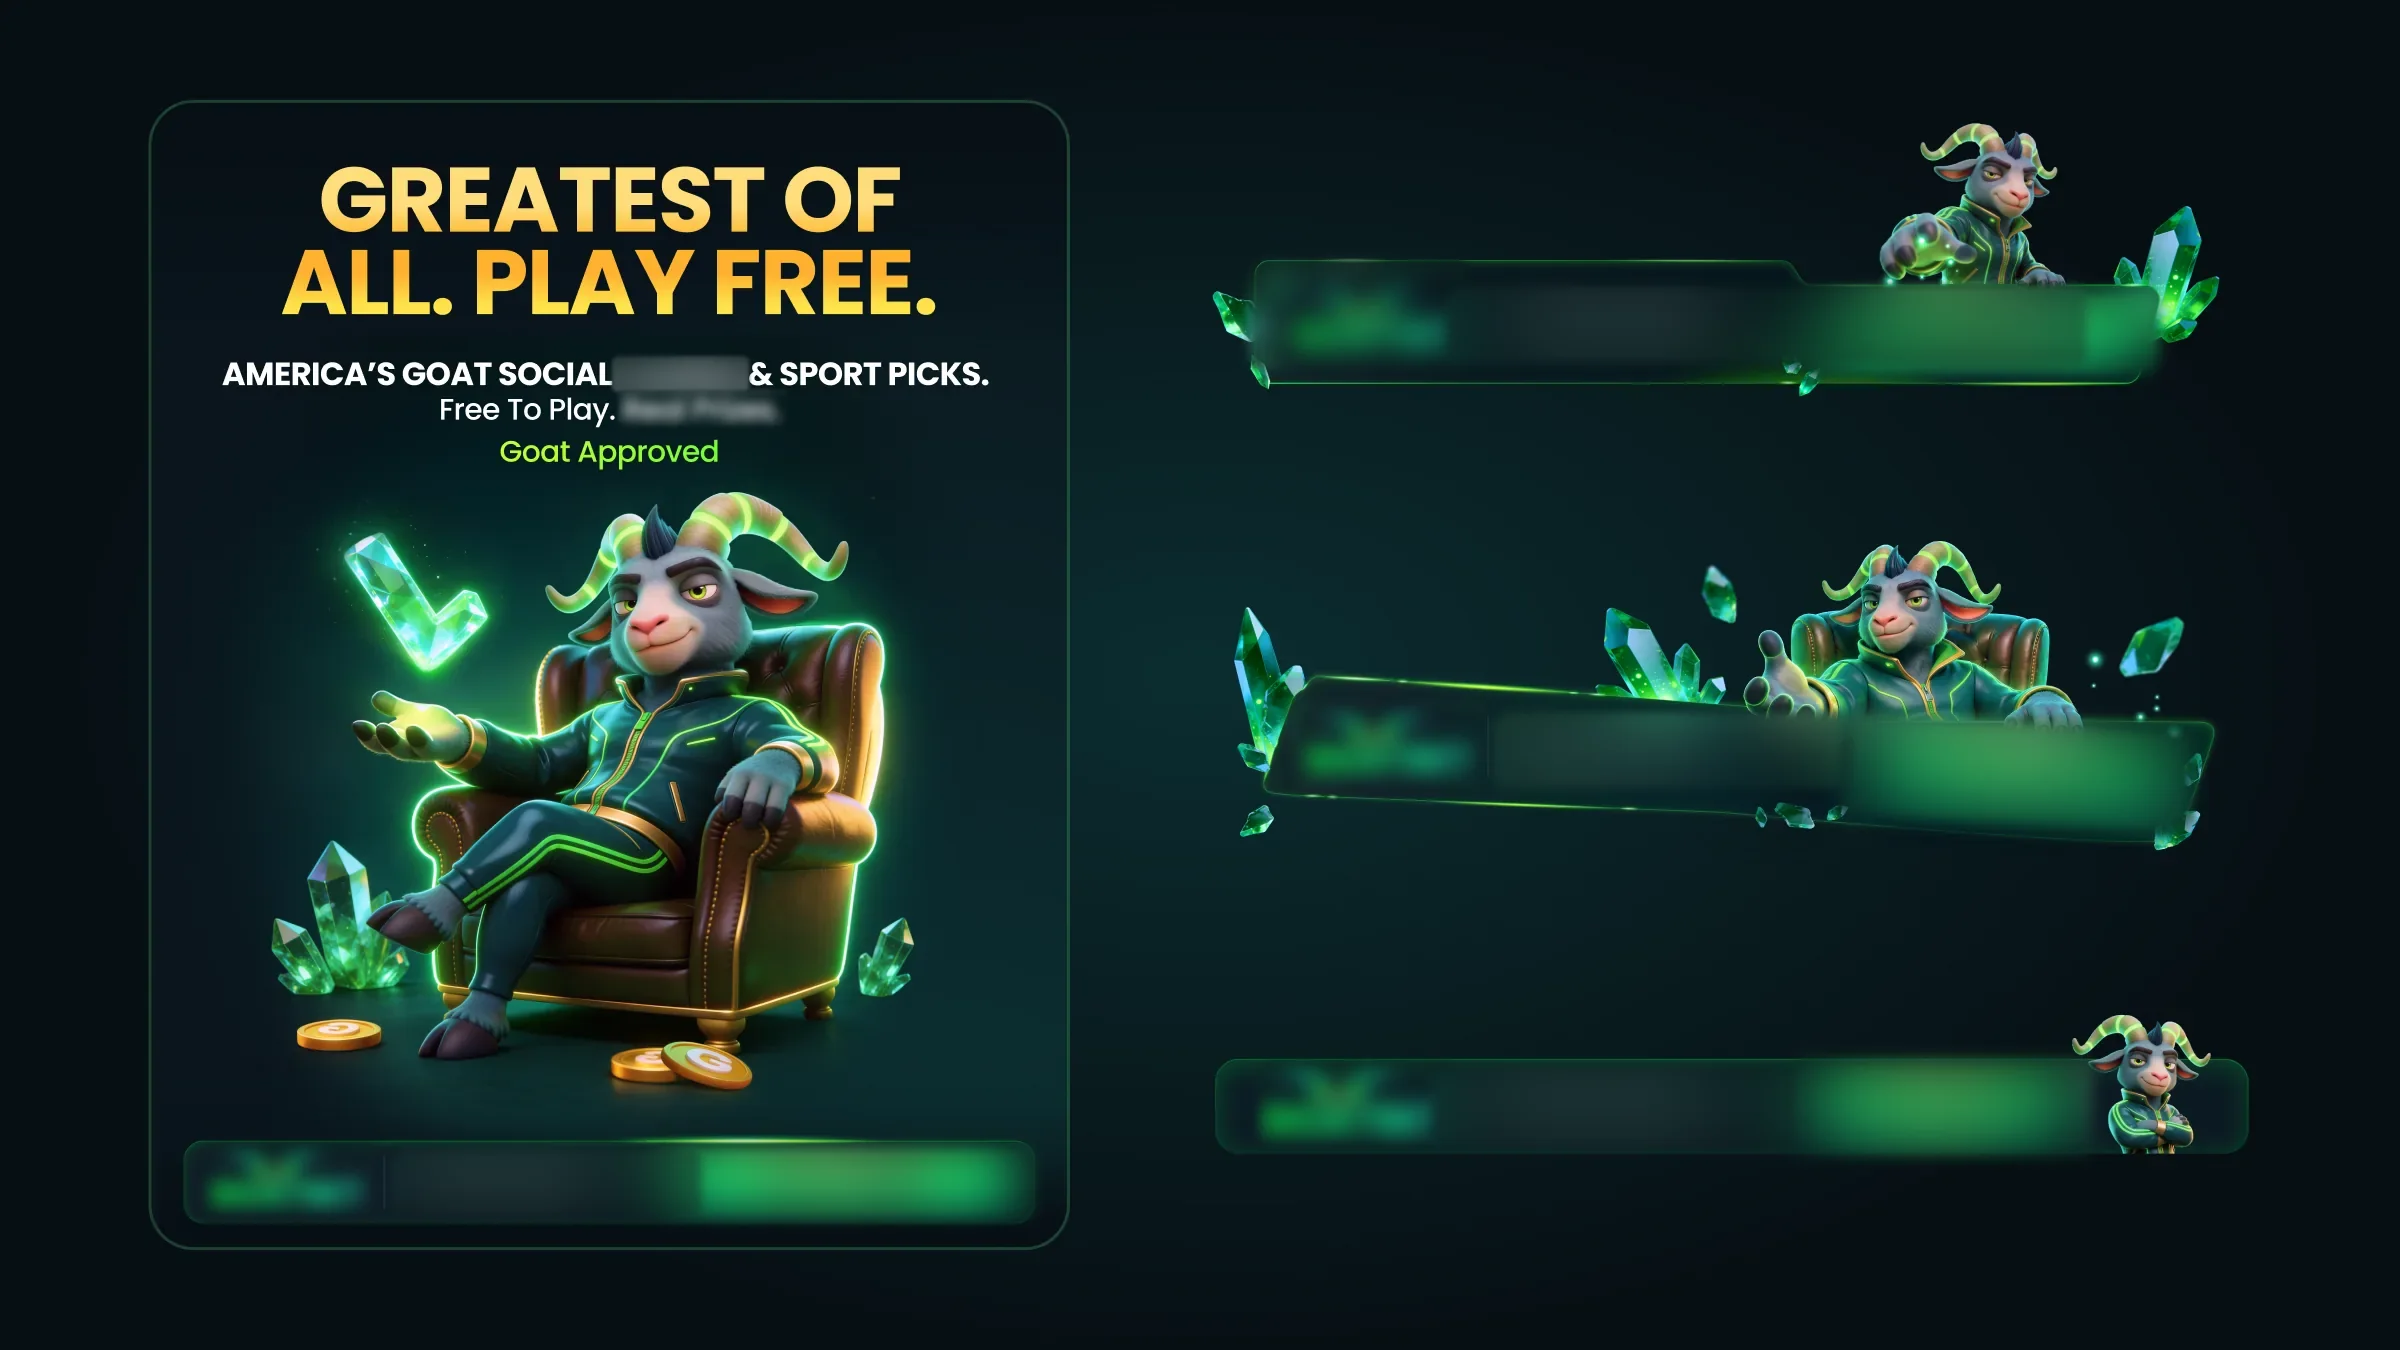 GREATEST OF
ALL. PLAY FREE.
AMERICA'S GOAT SOCIAL & SPORT PICKS.
Free To Play.
Goat Approved
G
G